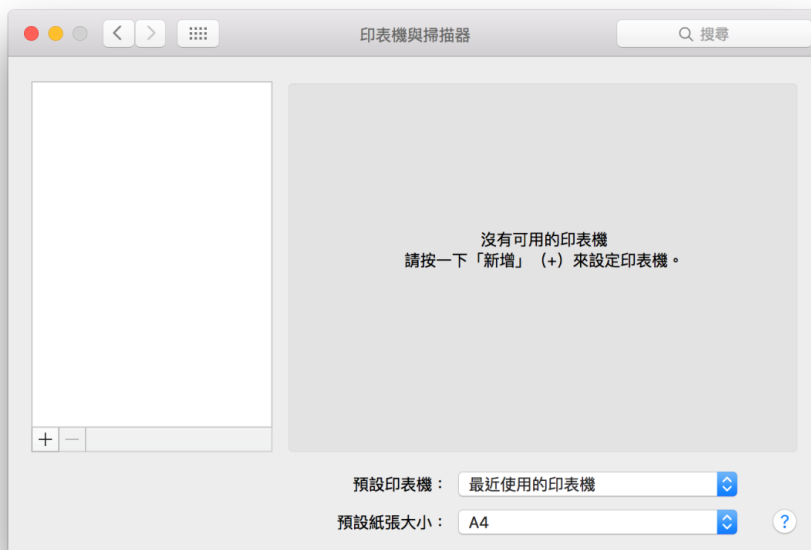 印表機與掃描器
搜尋
沒有可用的印表機
請按一下「新增」（+）來設定印表機。
預設印表機：
最近使用的印表機
預設紙張大小：
A4
?